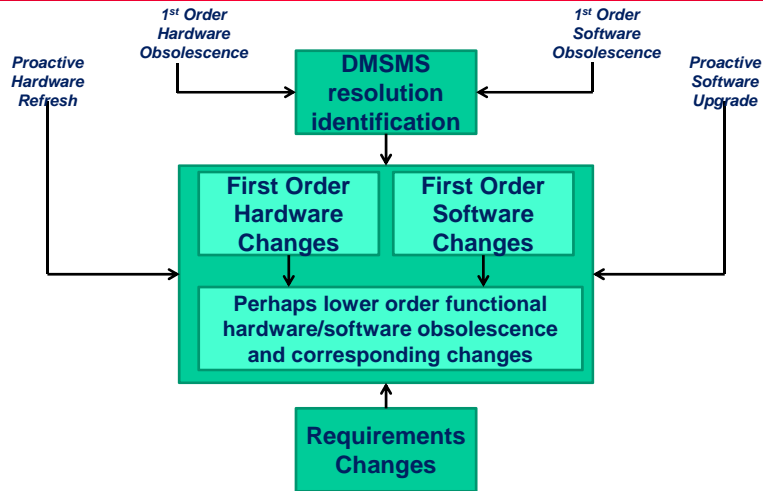 1st Order
Hardware
Obsolescence
1st Order
Software
Obsolescence
Proactive
Hardware
Refresh
DMSMS
resolution
identification
Proactive
Software
Upgrade
First Order
Hardware
Changes
First Order
Software
Changes
Perhaps lower order functional
hardware/software obsolescence
and corresponding changes
Requirements
Changes